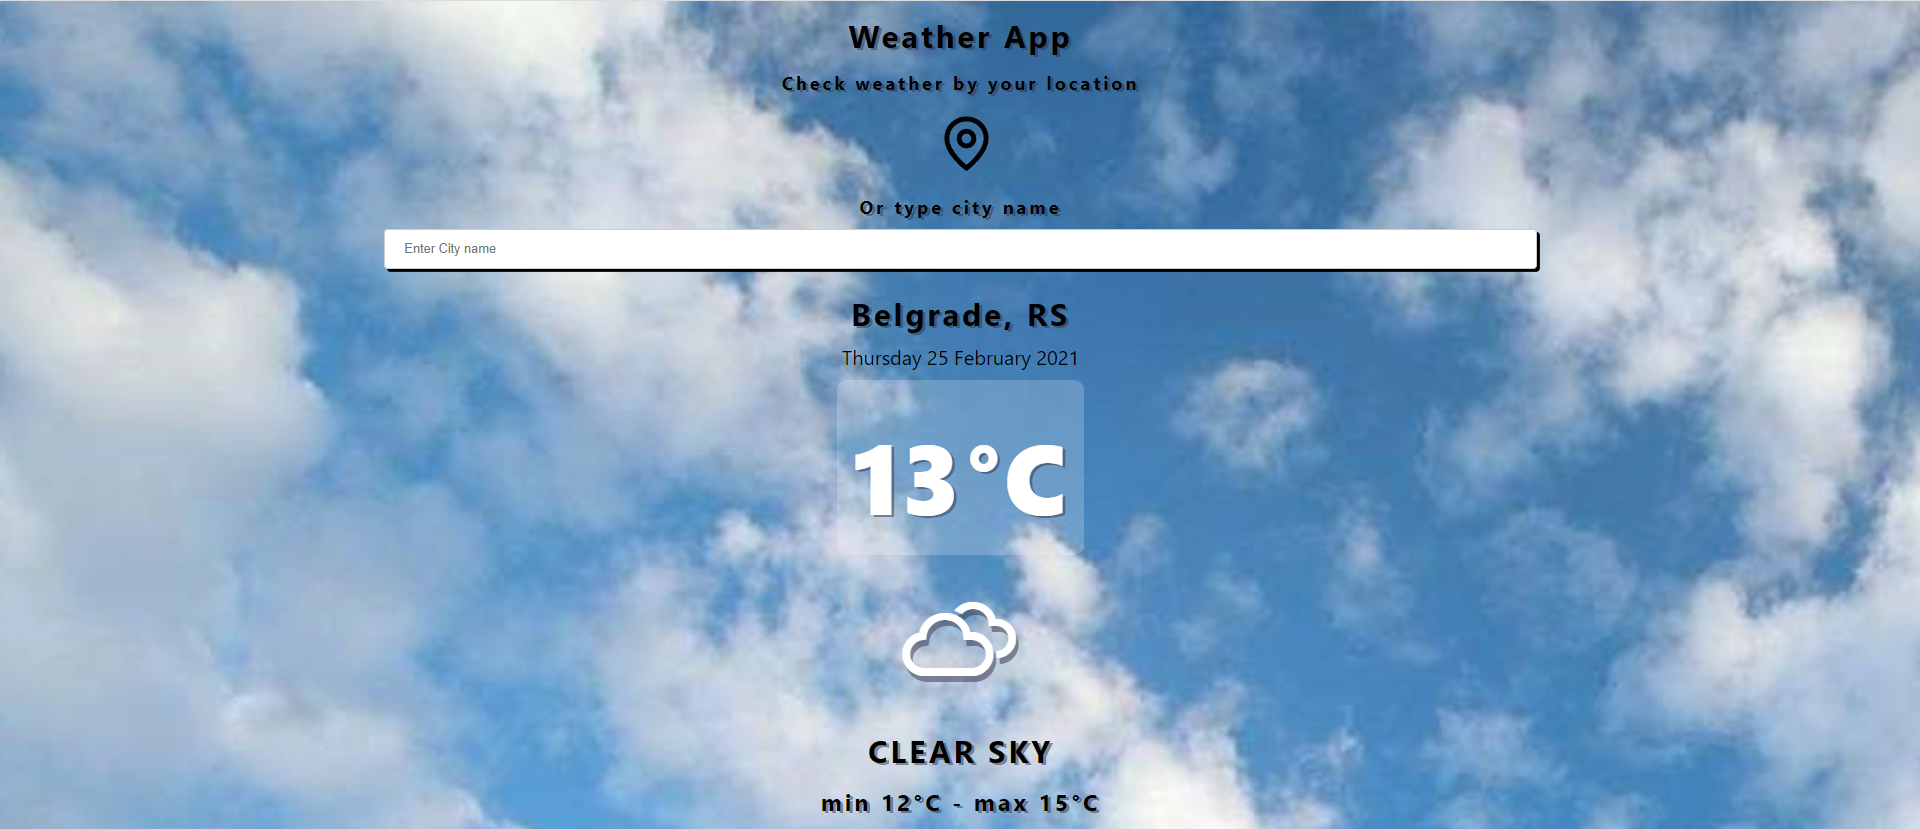 Weather App
Check weather by your location
Or type city name
Enter City name
Belgrade, RS
Thursday 25 February 2021
13°C
CLEAR SKY
min 12°C - max 15°C